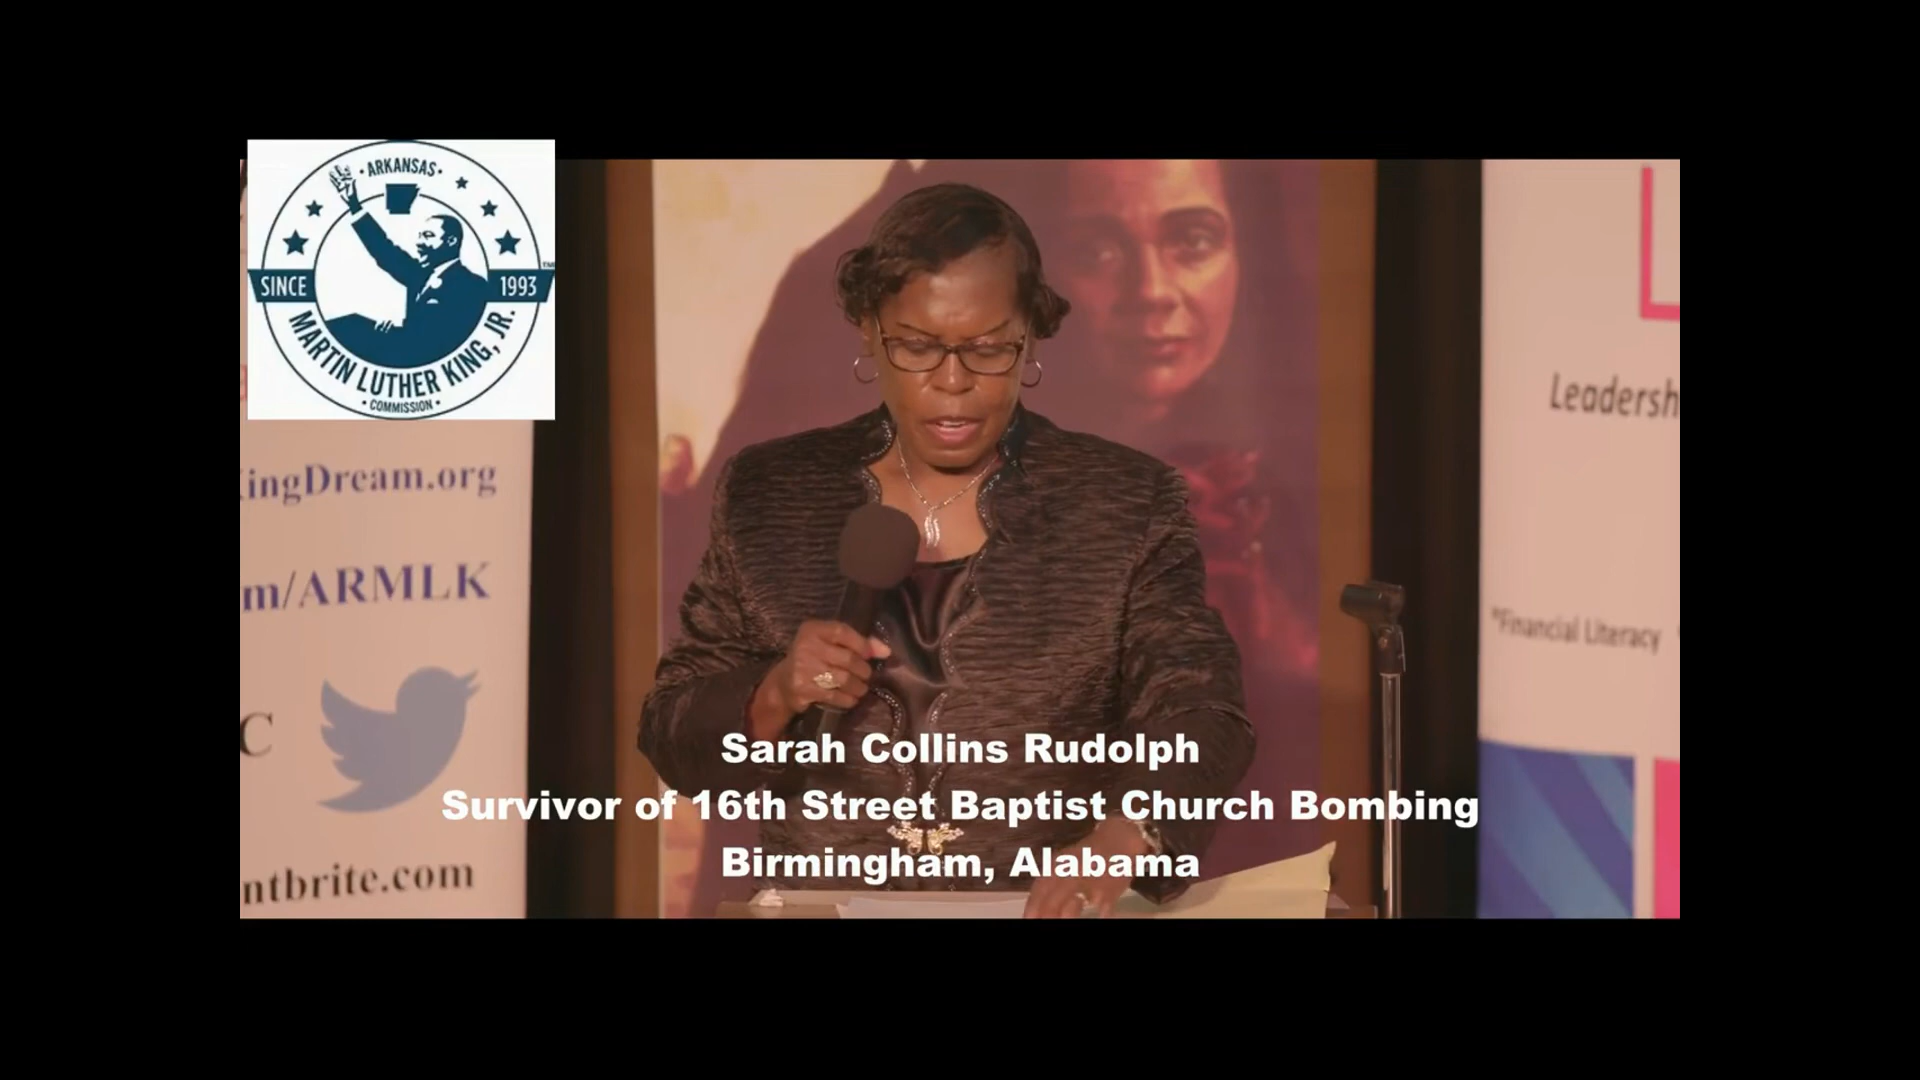 ARKANSAS
SINCE 1993
MARTIN LUTHER KING, JR.
COMMISSION
TM
KingDream.org
m/ARMLK
C
ntbrite.com
Leadersh
*Financial Literacy
Sarah Collins Rudolph
Survivor of 16th Street Baptist Church Bombing
Birmingham, Alabama